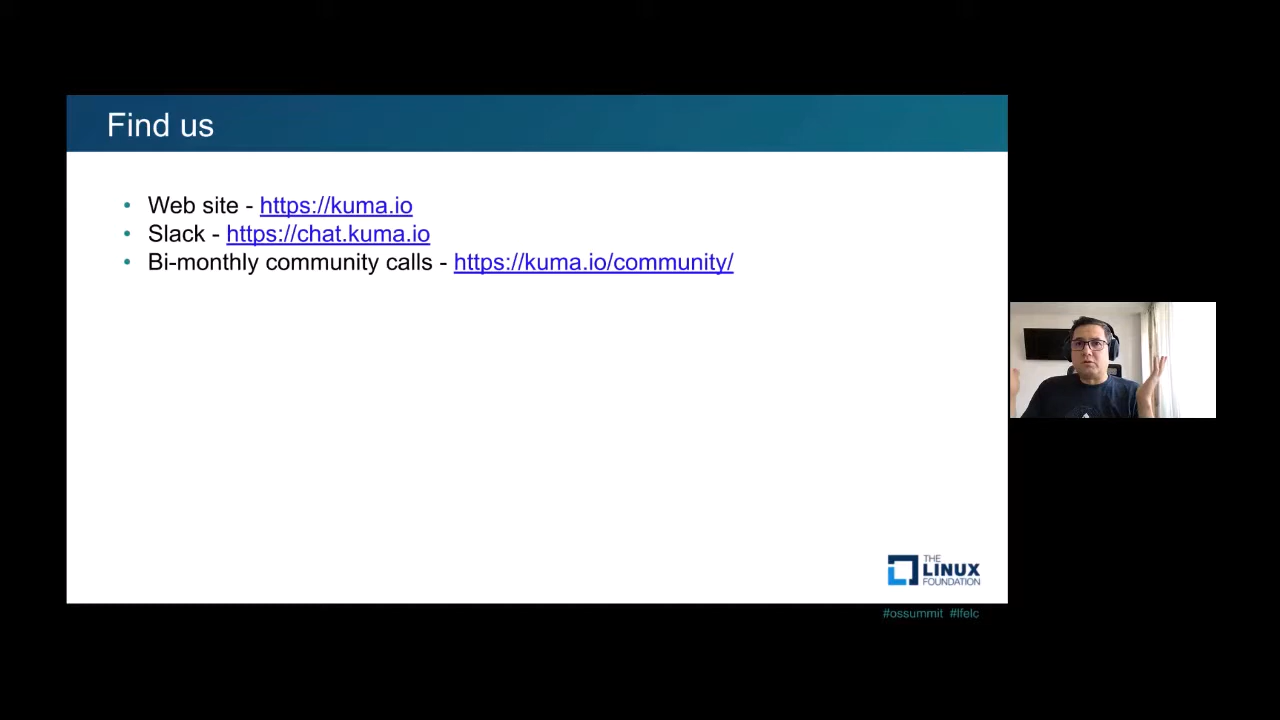 Find us
• Web site - https://kuma.io
• Slack - https://chat.kuma.io
• Bi-monthly community calls - https://kuma.io/community/
THE
LINUX
FOUNDATION
#ossummit #lfelc